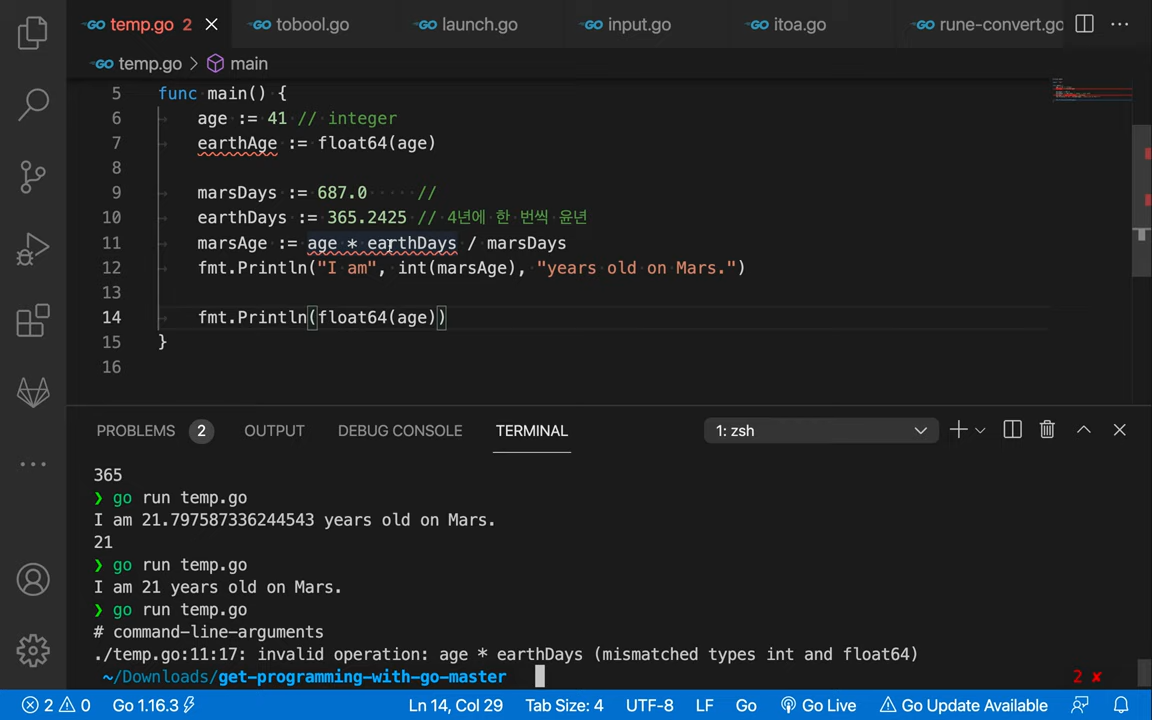 temp.go 2
tobool.go
launch.go
input.go
itoa.go
rune-convert.go
temp.go > main
5 func main() {
6 age := 41 // integer
7 earthAge := float64(age)
8
9 marsDays := 687.0 //
10 earthDays := 365.2425 // 4년에 한 번씩 윤년
11 marsAge := age * earthDays / marsDays
12 fmt.Println("I am", int(marsAge), "years old on Mars.")
13
14 fmt.Println(float64(age))
15 }
16
PROBLEMS 2 OUTPUT DEBUG CONSOLE TERMINAL 1: zsh
365
❯ go run temp.go
I am 21.797587336244543 years old on Mars.
21
❯ go run temp.go
I am 21 years old on Mars.
❯ go run temp.go
# command-line-arguments
./temp.go:11:17: invalid operation: age * earthDays (mismatched types int and float64)
~/Downloads/get-programming-with-go-master 2 ✘
2 0 Go 1.16.3 Ln 14, Col 29 Tab Size: 4 UTF-8 LF Go Go Live Go Update Available